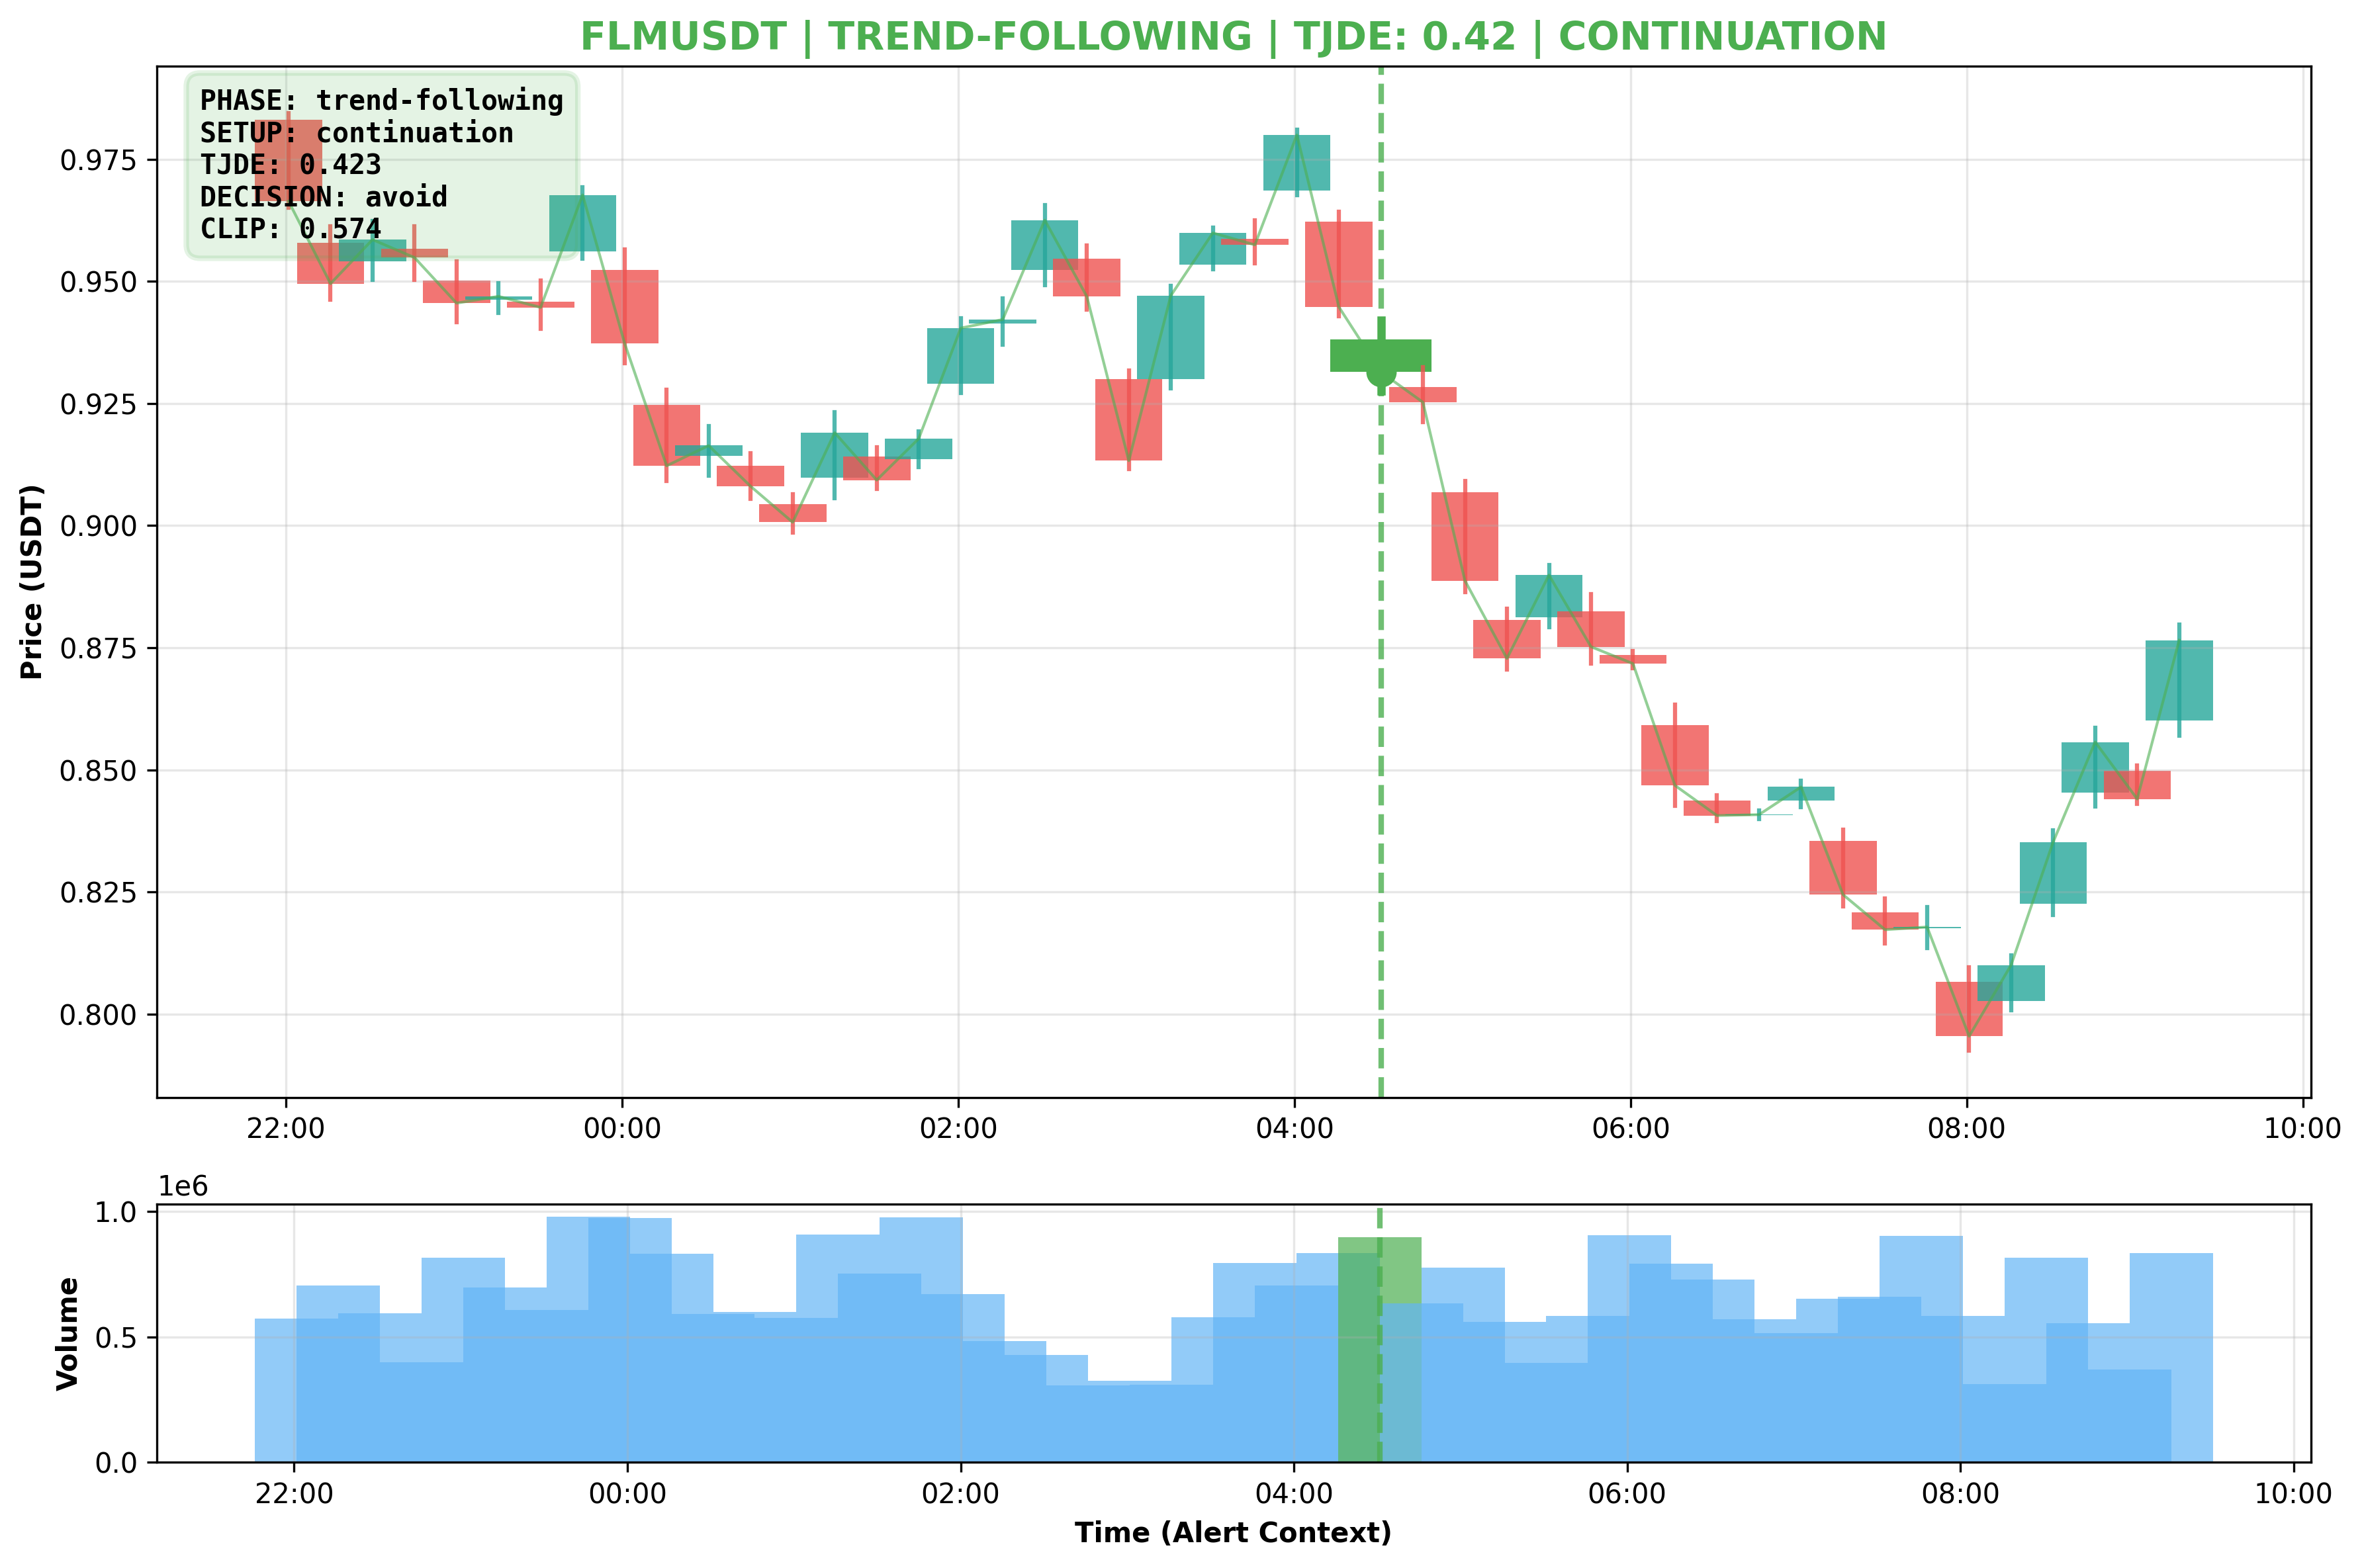 FLMUSDT | TREND-FOLLOWING | TJDE: 0.42 | CONTINUATION
PHASE: trend-following
SETUP: continuation
TJDE: 0.423
DECISION: avoid
CLIP: 0.574
Price (USDT)
0.975
0.950
0.925
0.900
0.875
0.850
0.825
0.800
22:00 00:00 02:00 04:00 06:00 08:00 10:00
1e6
Volume
1.0
0.5
0.0
22:00 00:00 02:00 04:00 06:00 08:00 10:00
Time (Alert Context)